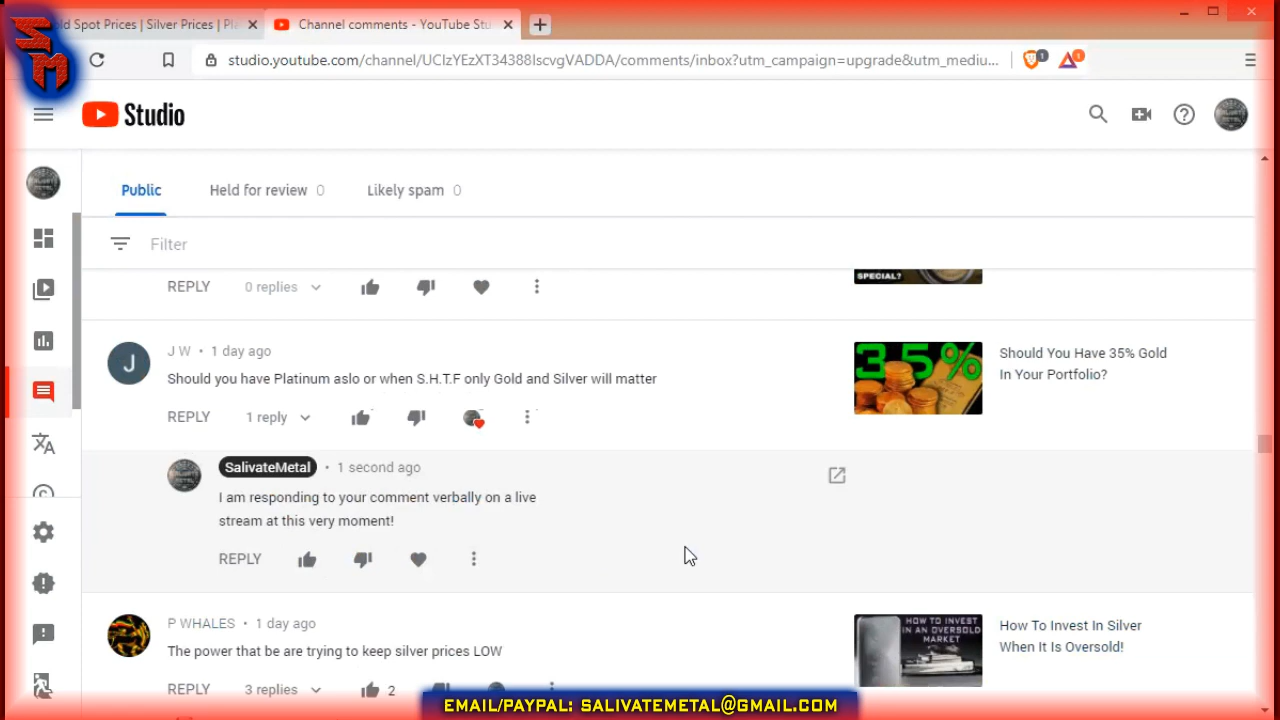 SM
old Spot Prices | Silver Prices | Pla
Channel comments - YouTube Stu
studio.youtube.com/channel/UCIzYEzXT34388IscvgVADDA/comments/inbox?utm_campaign=upgrade&utm_mediu...
1
1
Studio
Public
Held for review 0
Likely spam 0
Filter
SPECIAL?
REPLY
0 replies
J
J W • 1 day ago
Should you have Platinum aslo or when S.H.T.F only Gold and Silver will matter
REPLY
1 reply
35%
Should You Have 35% Gold
In Your Portfolio?
SalivateMetal • 1 second ago
I am responding to your comment verbally on a live
stream at this very moment!
REPLY
P WHALES • 1 day ago
The power that be are trying to keep silver prices LOW
REPLY
3 replies
2
HOW TO INVEST
IN AN OVERSOLD
MARKET
How To Invest In Silver
When It Is Oversold!
EMAIL/PAYPAL: SALIVATEMETAL@GMAIL.COM